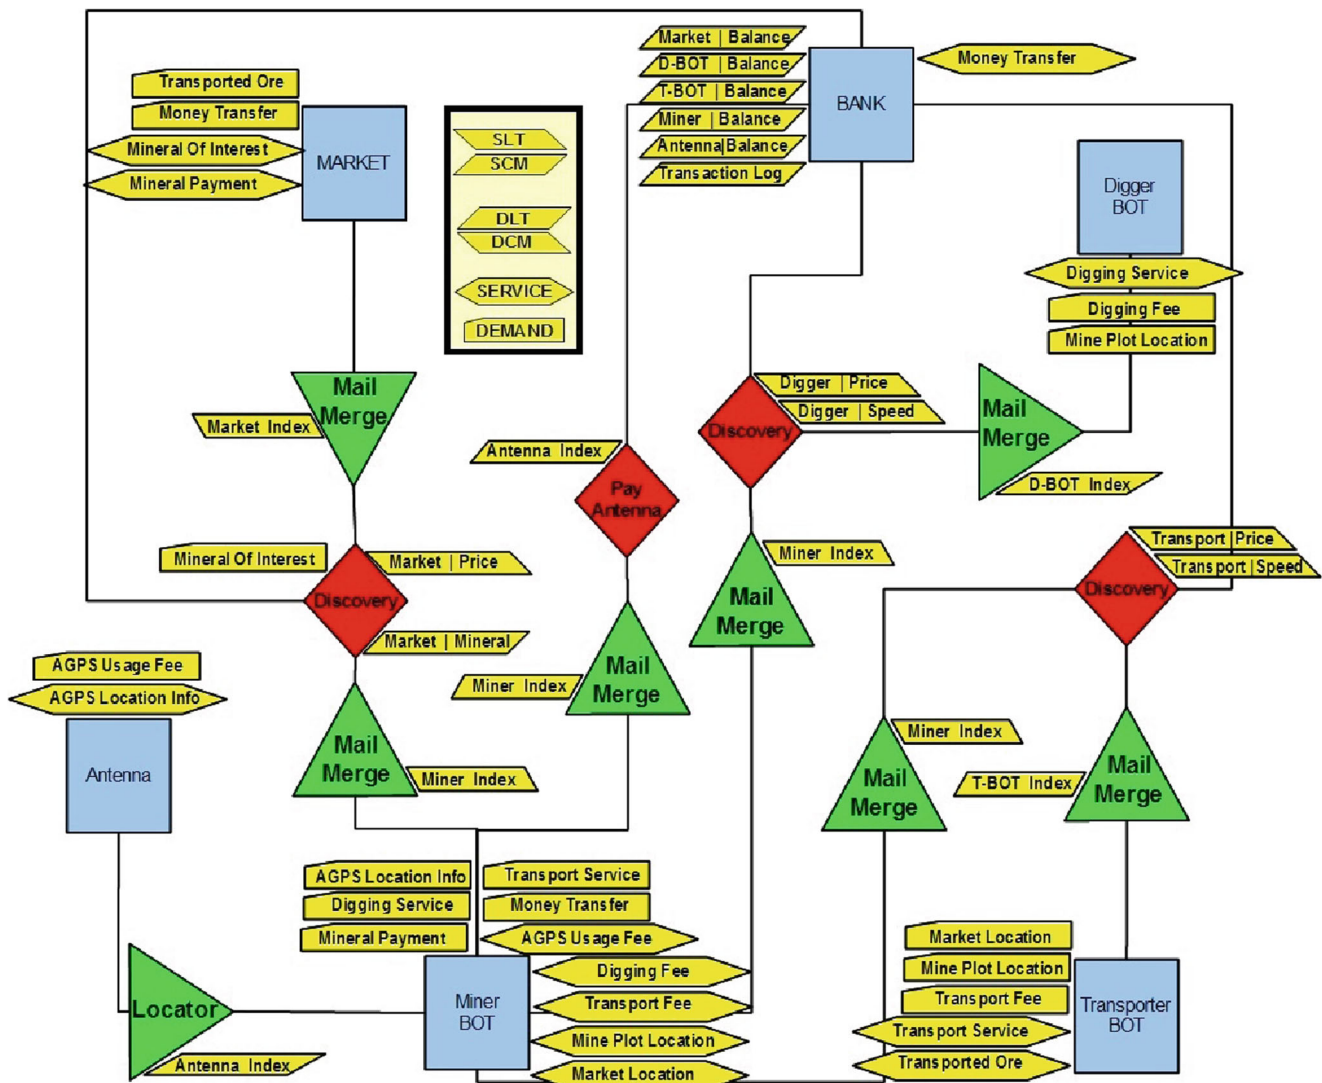 Market | Balance
D-BOT | Balance
T-BOT | Balance
Miner | Balance
Antenna|Balance
Transaction Log
BANK
Money Transfer
Transported Ore
Money Transfer
Mineral Of Interest
Mineral Payment
MARKET
SLT
SCM
DLT
DCM
SERVICE
DEMAND
Digger
BOT
Digging Service
Digging Fee
Mine Plot Location
Mail
Merge
Market Index
Antenna Index
Pay
Antenna
Digger | Price
Digger | Speed
Discovery
Mail
Merge
D-BOT Index
Mineral Of Interest
Market | Price
Discovery
Market | Mineral
Miner Index
Mail
Merge
Transport |Price
Transport |Speed
Discovery
AGPS Usage Fee
AGPS Location Info
Antenna
Mail
Merge
Miner Index
Miner Index
Mail
Merge
Miner Index
Mail
Merge
T-BOT Index
Mail
Merge
AGPS Location Info
Digging Service
Mineral Payment
Transport Service
Money Transfer
AGPS Usage Fee
Miner
BOT
Digging Fee
Transport Fee
Mine Plot Location
Market Location
Locator
Antenna Index
Market Location
Mine Plot Location
Transport Fee
Transport Service
Transported Ore
Transporter
BOT